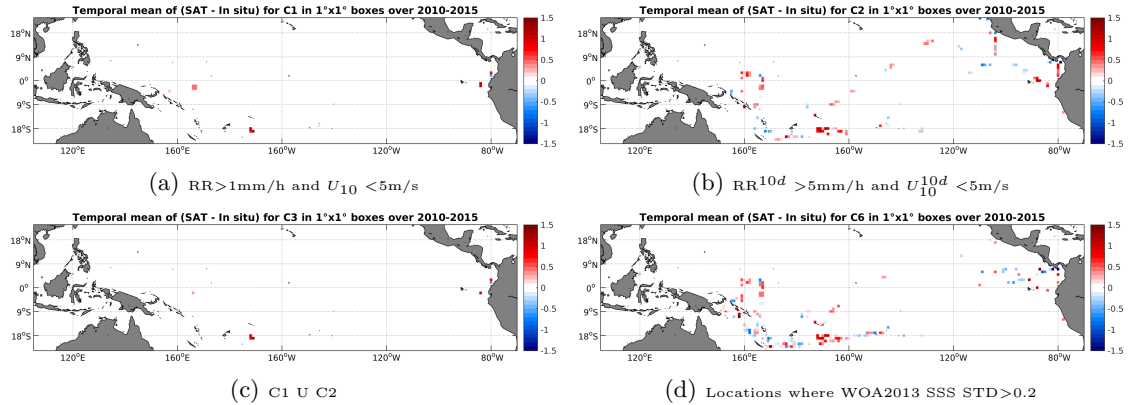 Temporal mean of (SAT - In situ) for C1 in 1°x1° boxes over 2010-2015
18°N
9°N
0°
9°S
18°S
120°E
160°E
160°W
120°W
80°W
1.5
1
0.5
0
-0.5
-1
-1.5
(a) RR>1mm/h and U10 <5m/s
Temporal mean of (SAT - In situ) for C2 in 1°x1° boxes over 2010-2015
18°N
9°N
0°
9°S
18°S
120°E
160°E
160°W
120°W
80°W
1.5
1
0.5
0
-0.5
-1
-1.5
(b) RR^10d >5mm/h and U10^10d <5m/s
Temporal mean of (SAT - In situ) for C3 in 1°x1° boxes over 2010-2015
18°N
9°N
0°
9°S
18°S
120°E
160°E
160°W
120°W
80°W
1.5
1
0.5
0
-0.5
-1
-1.5
(c) C1 U C2
Temporal mean of (SAT - In situ) for C6 in 1°x1° boxes over 2010-2015
18°N
9°N
0°
9°S
18°S
120°E
160°E
160°W
120°W
80°W
1.5
1
0.5
0
-0.5
-1
-1.5
(d) Locations where WOA2013 SSS STD>0.2